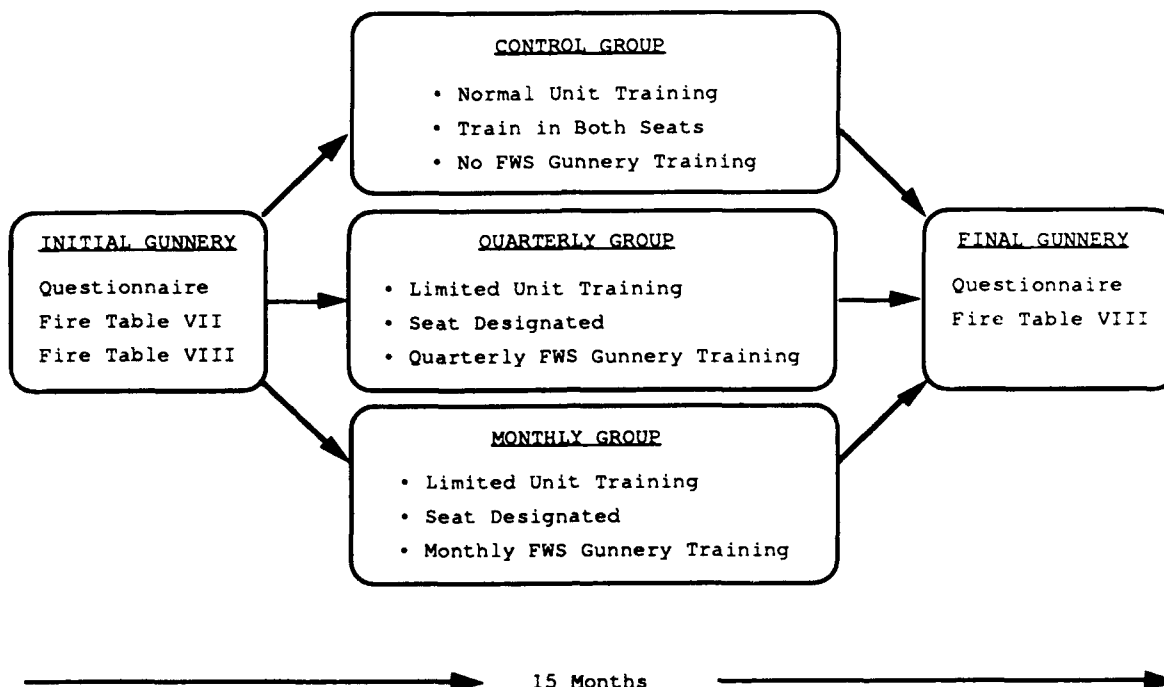 CONTROL GROUP
• Normal Unit Training
• Train in Both Seats
• No FWS Gunnery Training
INITIAL GUNNERY
Questionnaire
Fire Table VII
Fire Table VIII
QUARTERLY GROUP
• Limited Unit Training
• Seat Designated
• Quarterly FWS Gunnery Training
FINAL GUNNERY
Questionnaire
Fire Table VIII
MONTHLY GROUP
• Limited Unit Training
• Seat Designated
• Monthly FWS Gunnery Training
15 Months